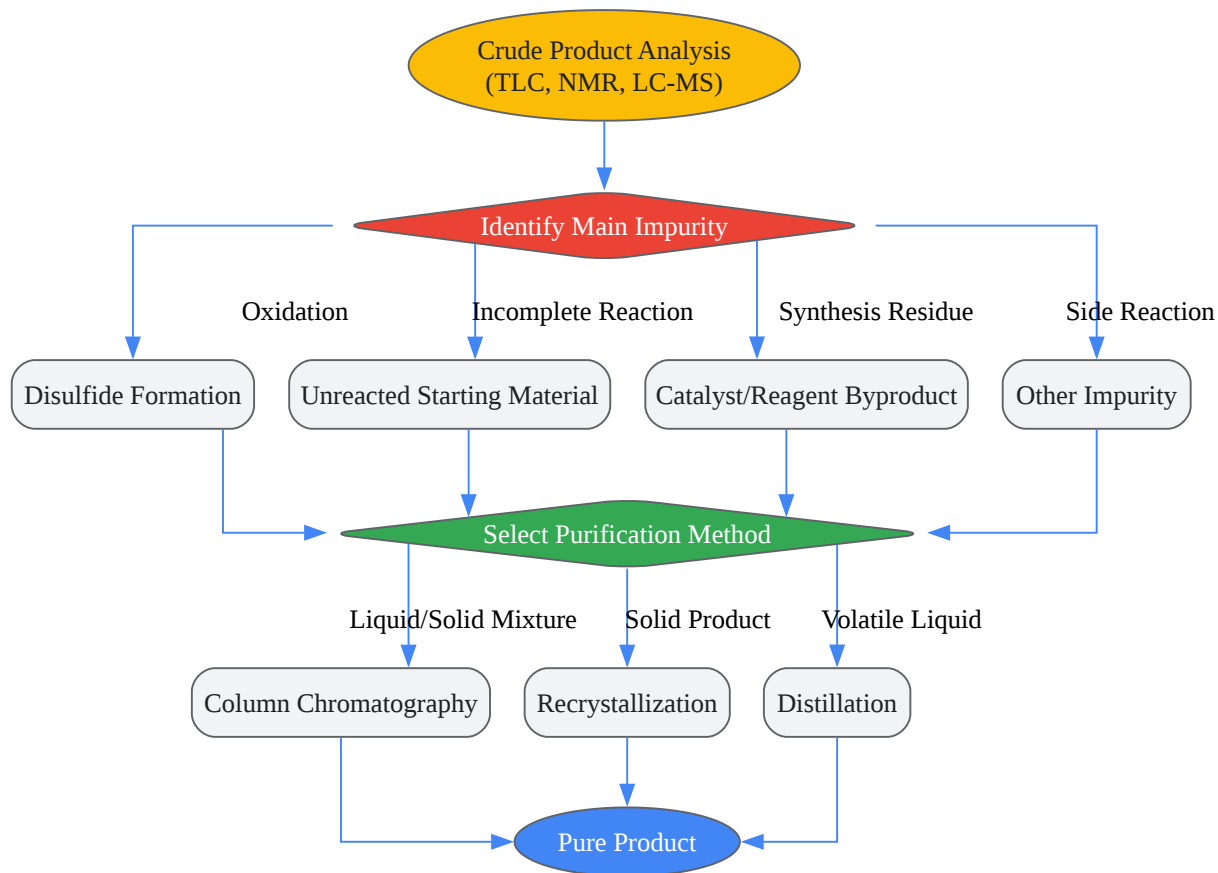 Crude Product Analysis
(TLC, NMR, LC-MS)
Identify Main Impurity
Oxidation
Incomplete Reaction
Synthesis Residue
Side Reaction
Disulfide Formation
Unreacted Starting Material
Catalyst/Reagent Byproduct
Other Impurity
Select Purification Method
Liquid/Solid Mixture
Solid Product
Volatile Liquid
Column Chromatography
Recrystallization
Distillation
Pure Product